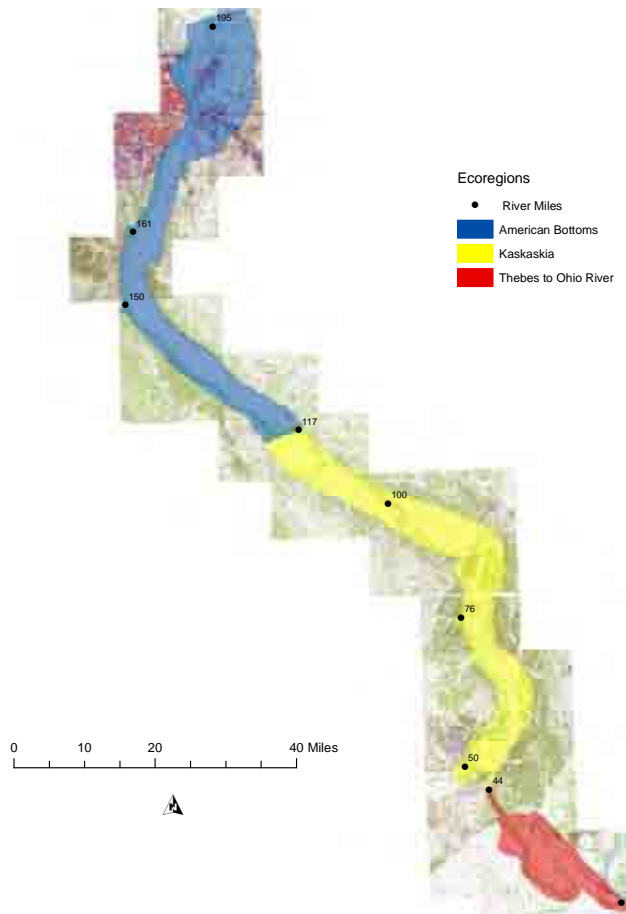 195
Ecoregions
River Miles
American Bottoms
Kaskaskia
Thebes to Ohio River
161
150
117
100
76
50
44
0 10 20 40 Miles